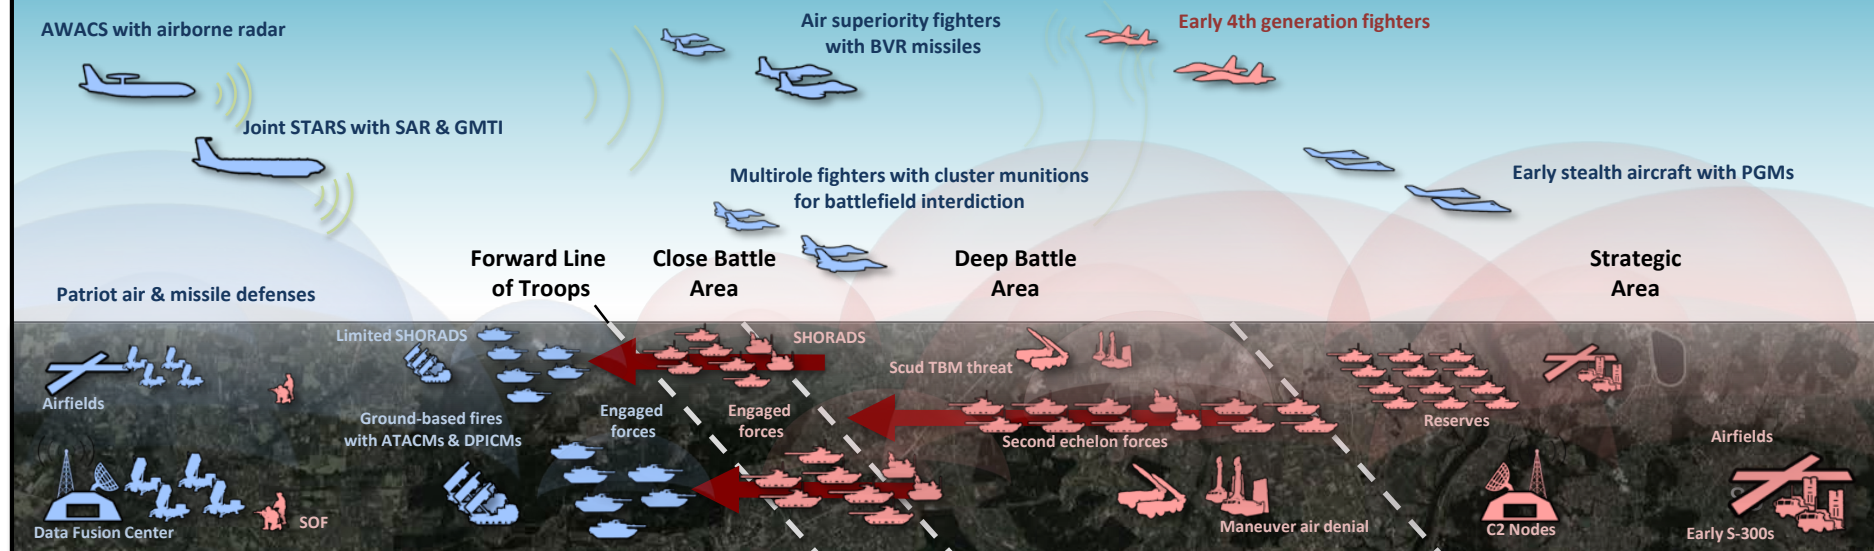 AWACS with airborne radar
Air superiority fighters
with BVR missiles
Early 4th generation fighters
Joint STARS with SAR & GMTI
Multirole fighters with cluster munitions
for battlefield interdiction
Early stealth aircraft with PGMs
Forward Line
of Troops
Close Battle
Area
Deep Battle
Area
Strategic
Area
Patriot air & missile defenses
Limited SHORADS
SHORADS
Scud TBM threat
Airfields
Ground-based fires
with ATACMs & DPICMs
Engaged
forces
Engaged
forces
Second echelon forces
Reserves
Airfields
Data Fusion Center
SOF
Maneuver air denial
C2 Nodes
Early S-300s